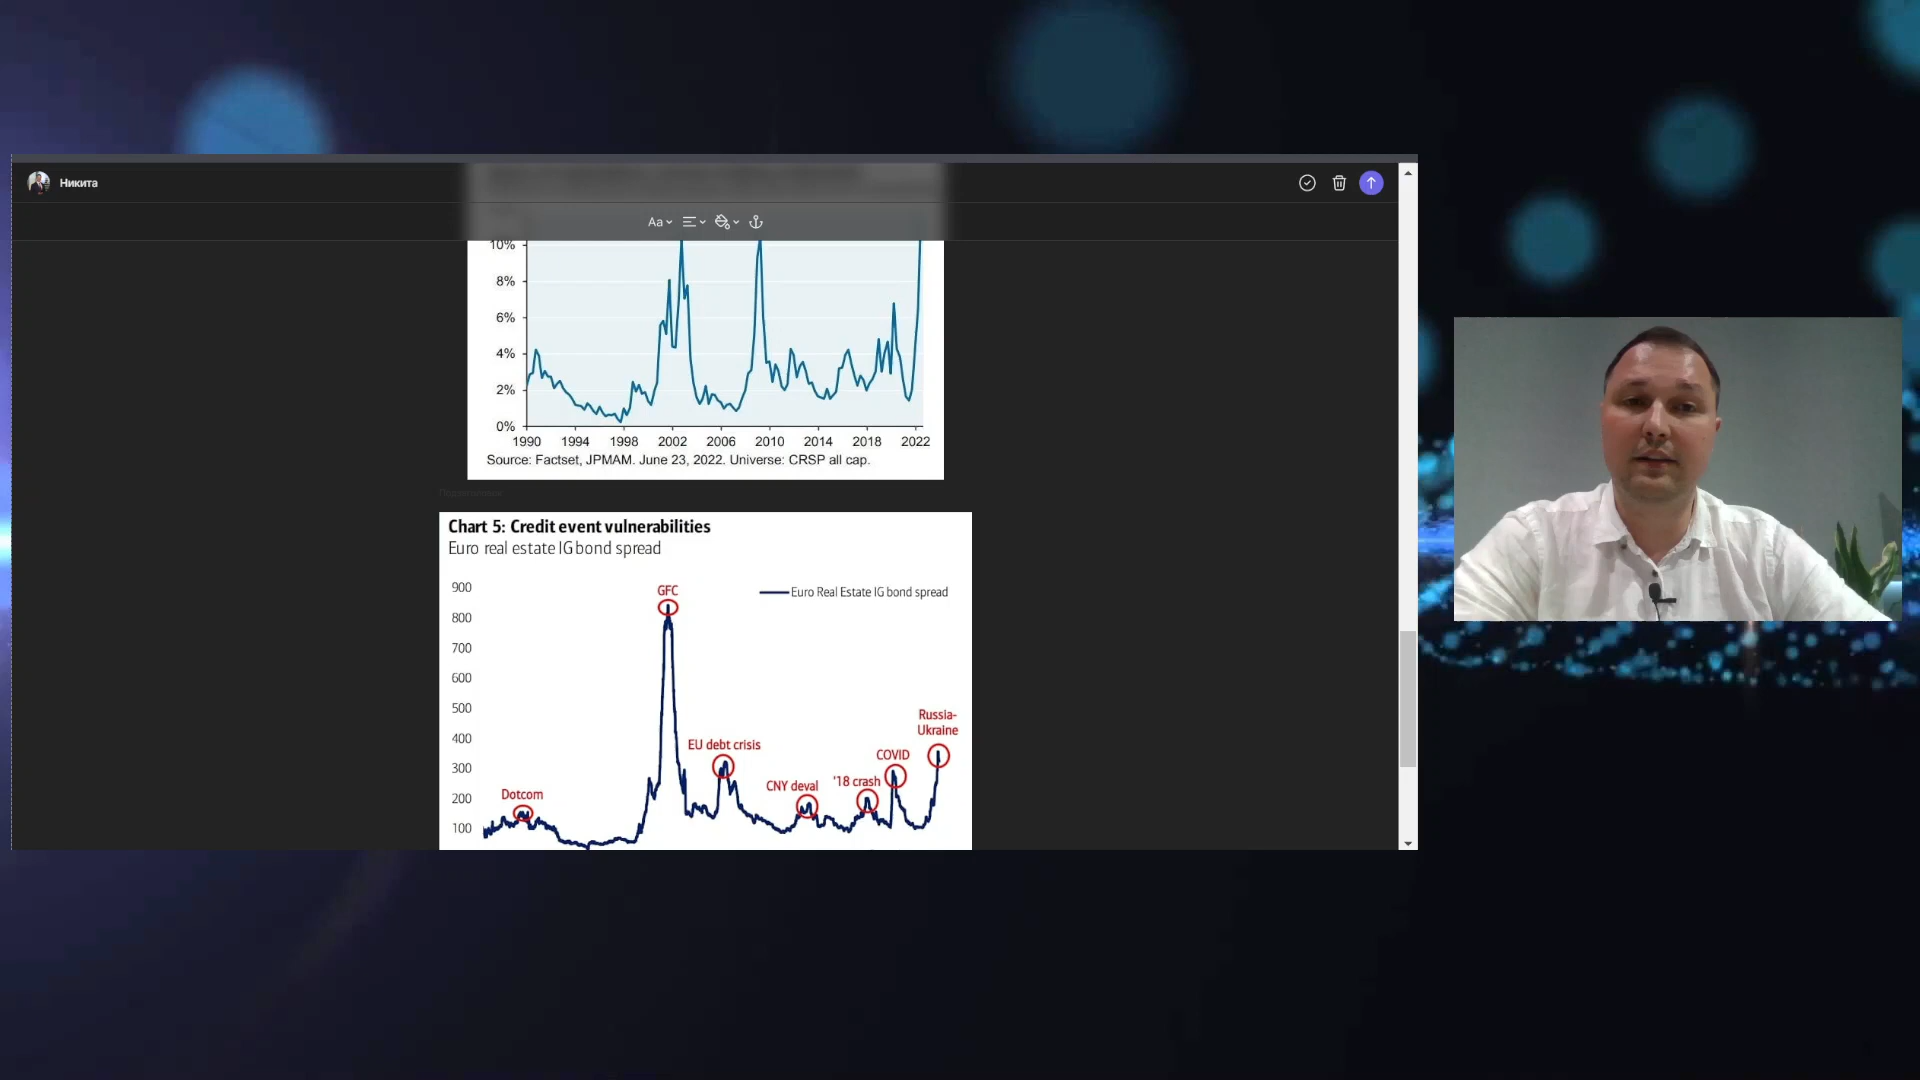 Никита
Aa
10%
8%
6%
4%
2%
0%
1990 1994 1998 2002 2006 2010 2014 2018 2022
Source: Factset, JPMAM. June 23, 2022. Universe: CRSP all cap.
Chart 5: Credit event vulnerabilities
Euro real estate IG bond spread
900
800
700
600
500
400
300
200
100
Euro Real Estate IG bond spread
GFC
Dotcom
EU debt crisis
CNY deval
'18 crash
COVID
Russia-
Ukraine